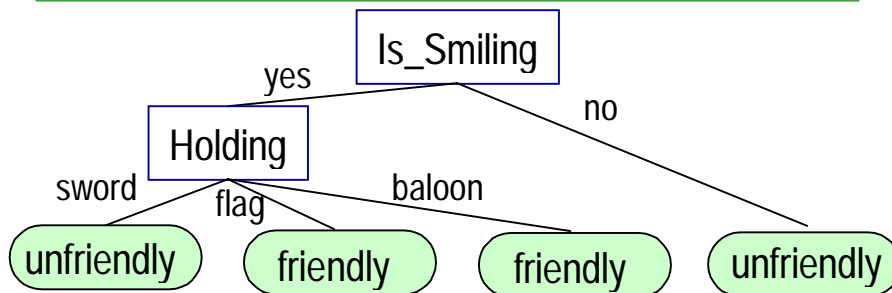 Is_Smiling
yes
no
Holding
sword
flag
baloon
unfriendly
friendly
friendly
unfriendly